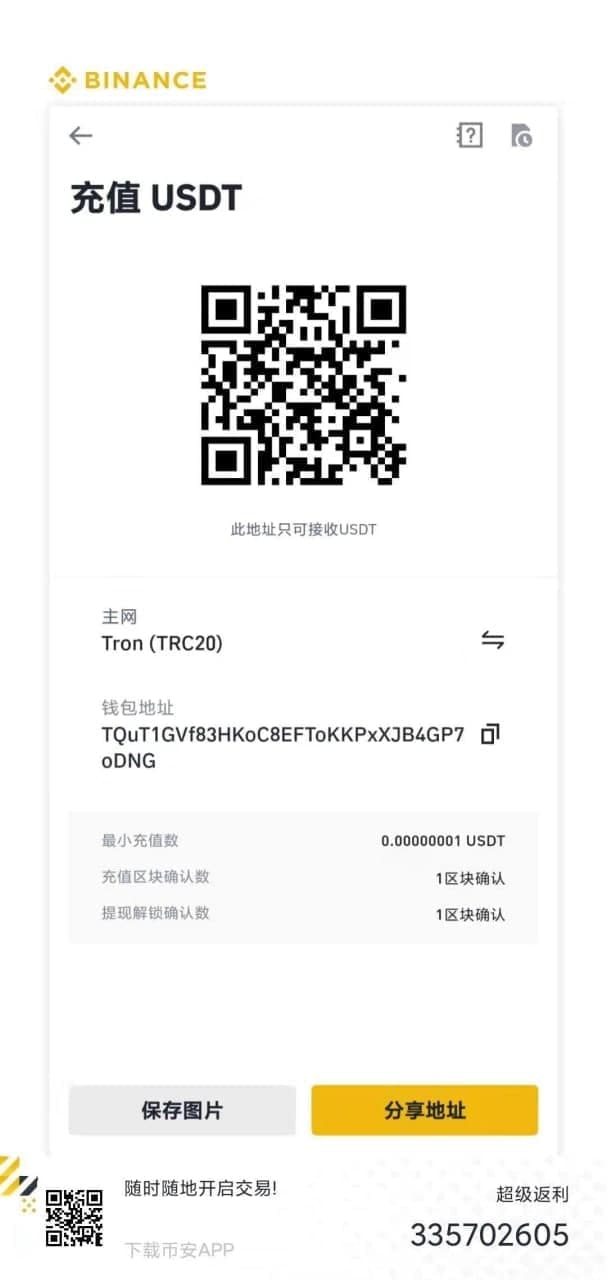 BINANCE
充值 USDT
此地址只可接收USDT
主网
Tron (TRC20)
钱包地址
TQuT1GVf83HKoC8EFToKKPxXJB4GP7
oDNG
最小充值数 0.00000001 USDT
充值区块确认数 1区块确认
提现解锁确认数 1区块确认
保存图片 分享地址
随时随地开启交易!
下载币安APP
超级返利
335702605